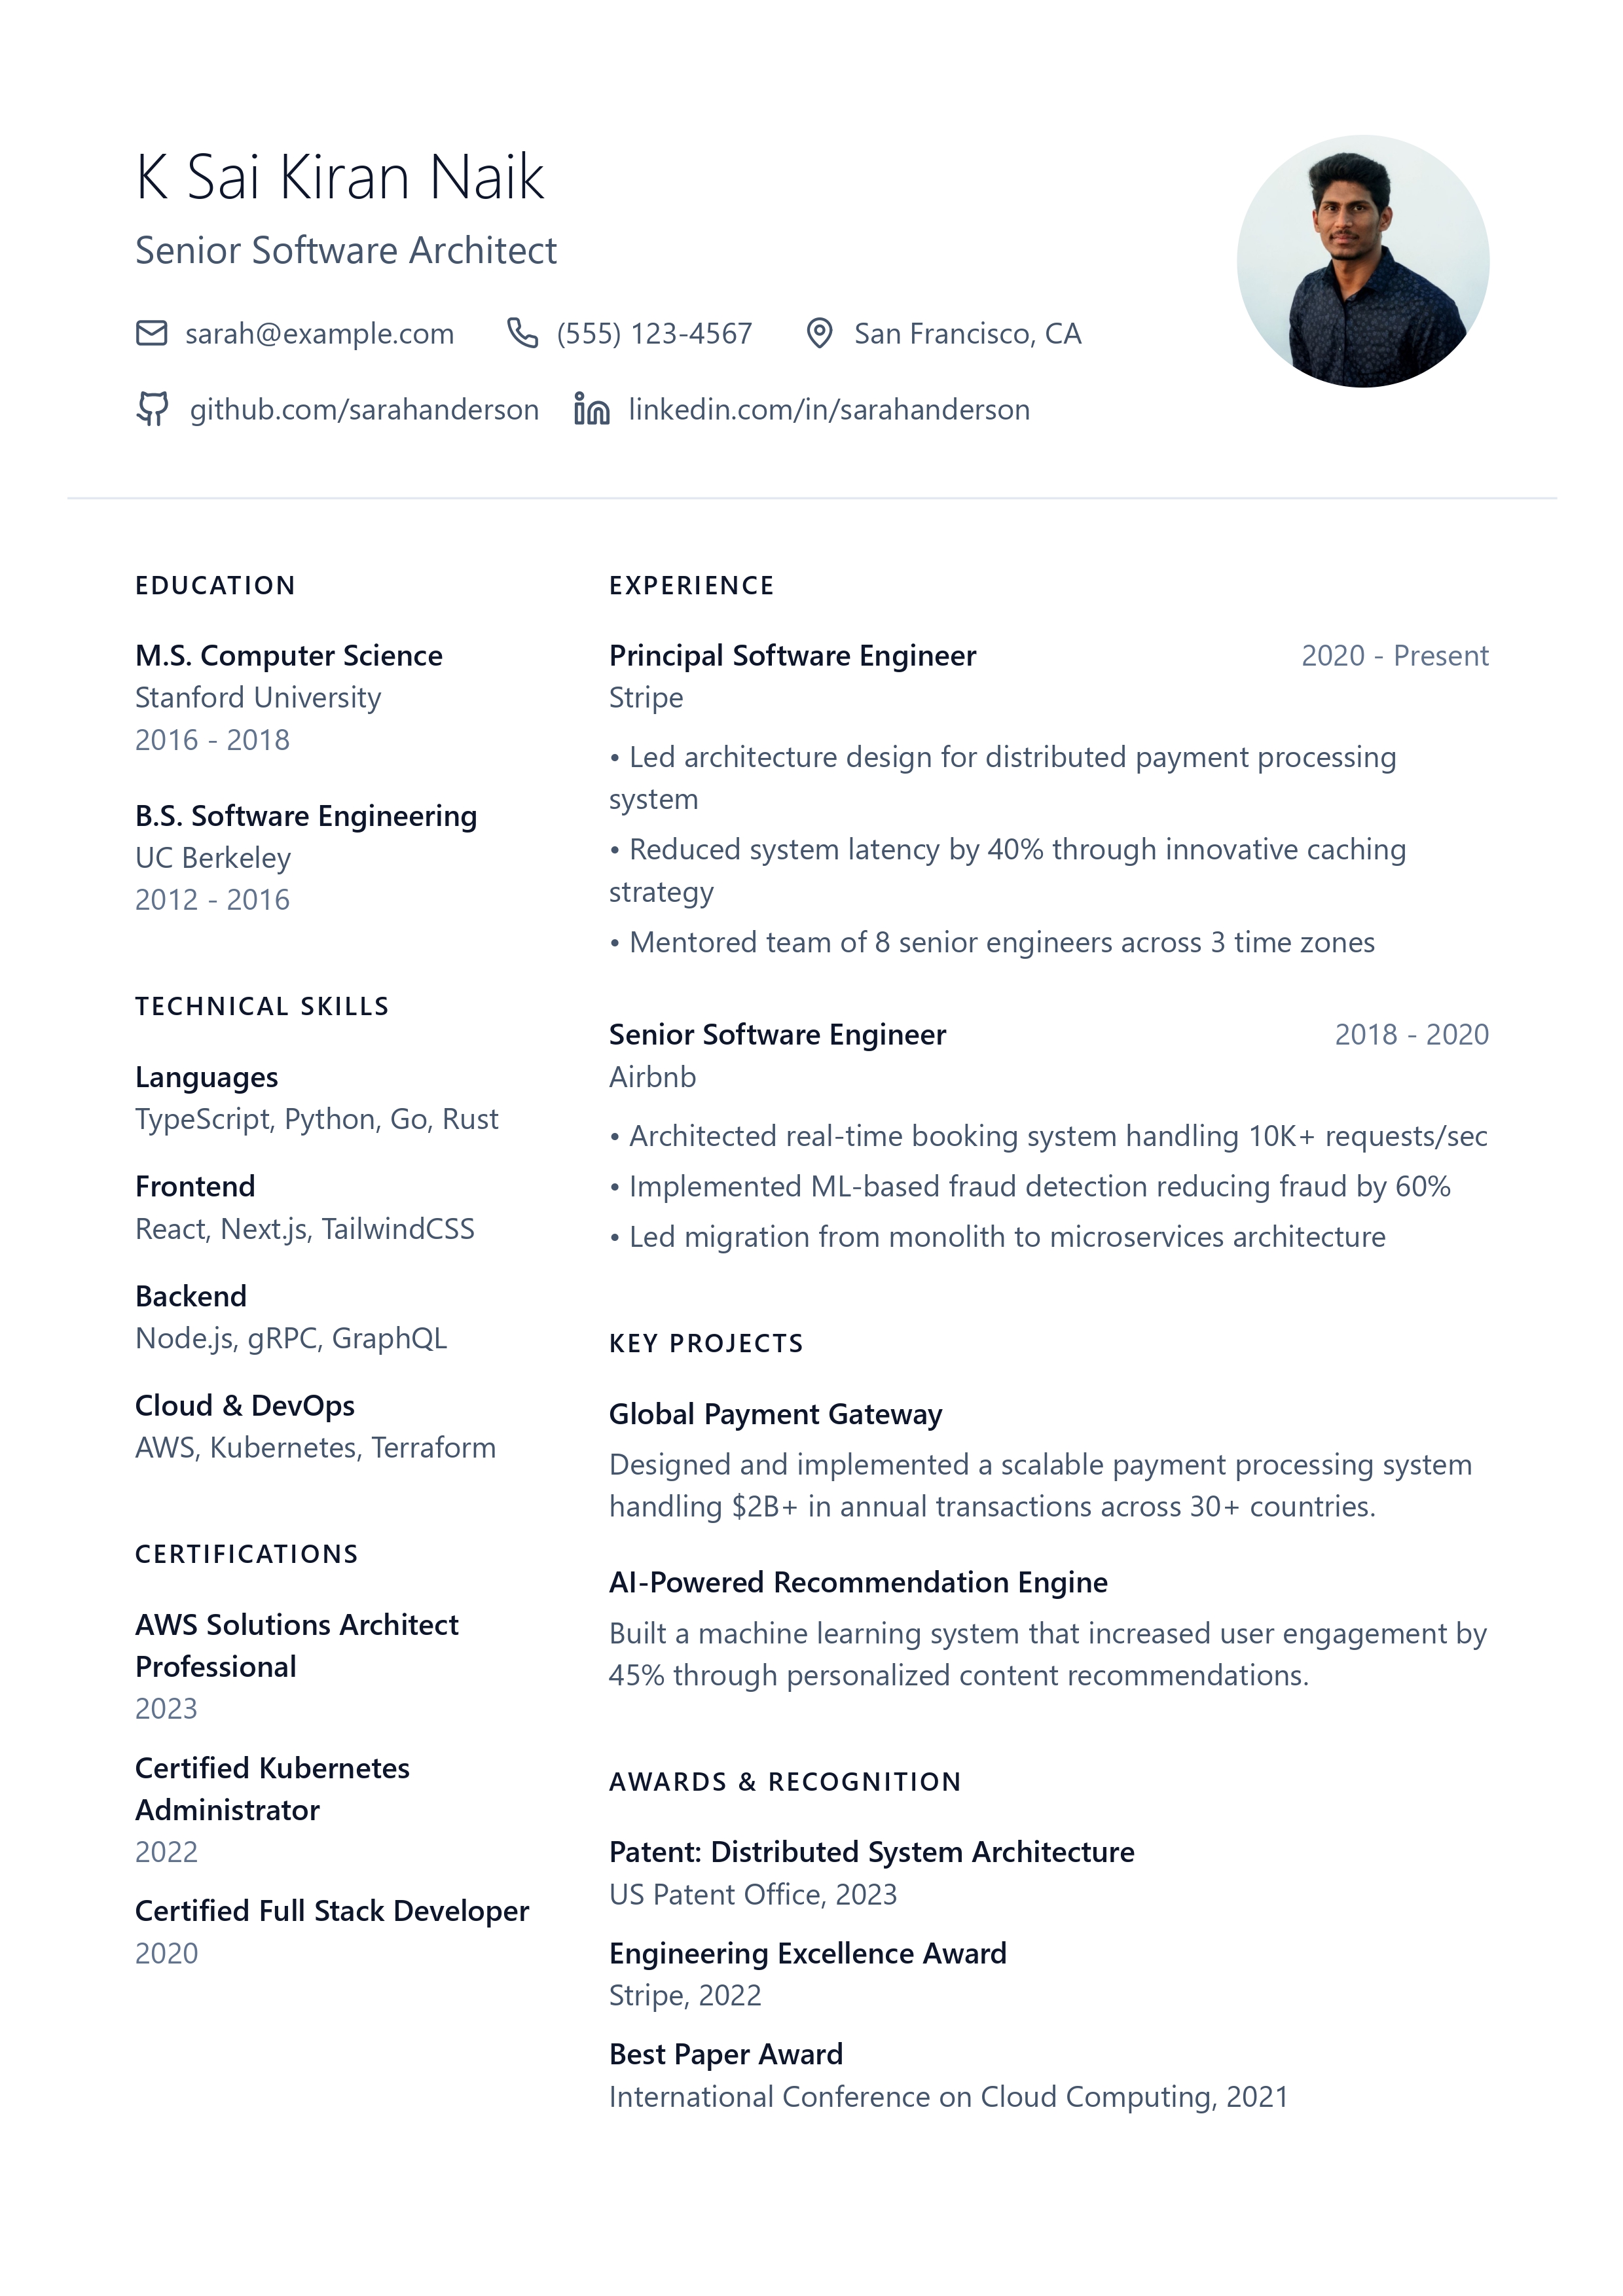 K Sai Kiran Naik
Senior Software Architect
sarah@example.com (555) 123-4567 San Francisco, CA
github.com/sarahanderson linkedin.com/in/sarahanderson
EDUCATION
M.S. Computer Science
Stanford University
2016 - 2018
B.S. Software Engineering
UC Berkeley
2012 - 2016
TECHNICAL SKILLS
Languages
TypeScript, Python, Go, Rust
Frontend
React, Next.js, TailwindCSS
Backend
Node.js, gRPC, GraphQL
Cloud & DevOps
AWS, Kubernetes, Terraform
CERTIFICATIONS
AWS Solutions Architect
Professional
2023
Certified Kubernetes
Administrator
2022
Certified Full Stack Developer
2020
EXPERIENCE
Principal Software Engineer 2020 - Present
Stripe
• Led architecture design for distributed payment processing
system
• Reduced system latency by 40% through innovative caching
strategy
• Mentored team of 8 senior engineers across 3 time zones
Senior Software Engineer 2018 - 2020
Airbnb
• Architected real-time booking system handling 10K+ requests/sec
• Implemented ML-based fraud detection reducing fraud by 60%
• Led migration from monolith to microservices architecture
KEY PROJECTS
Global Payment Gateway
Designed and implemented a scalable payment processing system
handling $2B+ in annual transactions across 30+ countries.
AI-Powered Recommendation Engine
Built a machine learning system that increased user engagement by
45% through personalized content recommendations.
AWARDS & RECOGNITION
Patent: Distributed System Architecture
US Patent Office, 2023
Engineering Excellence Award
Stripe, 2022
Best Paper Award
International Conference on Cloud Computing, 2021